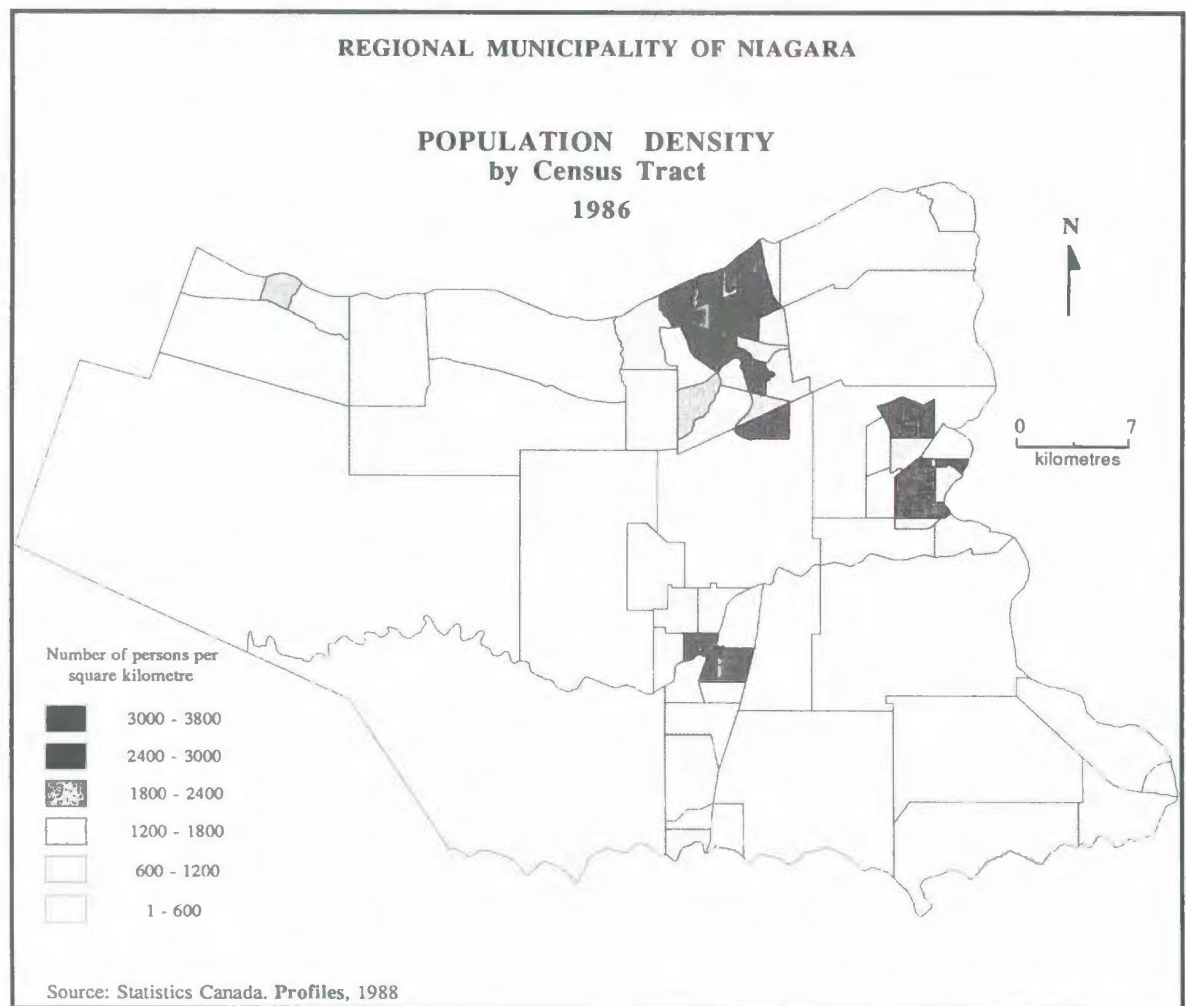 REGIONAL MUNICIPALITY OF NIAGARA
POPULATION DENSITY
by Census Tract
1986
N
0 7
kilometres
Number of persons per
square kilometre
3000 - 3800
2400 - 3000
1800 - 2400
1200 - 1800
600 - 1200
1 - 600
Source: Statistics Canada. Profiles, 1988